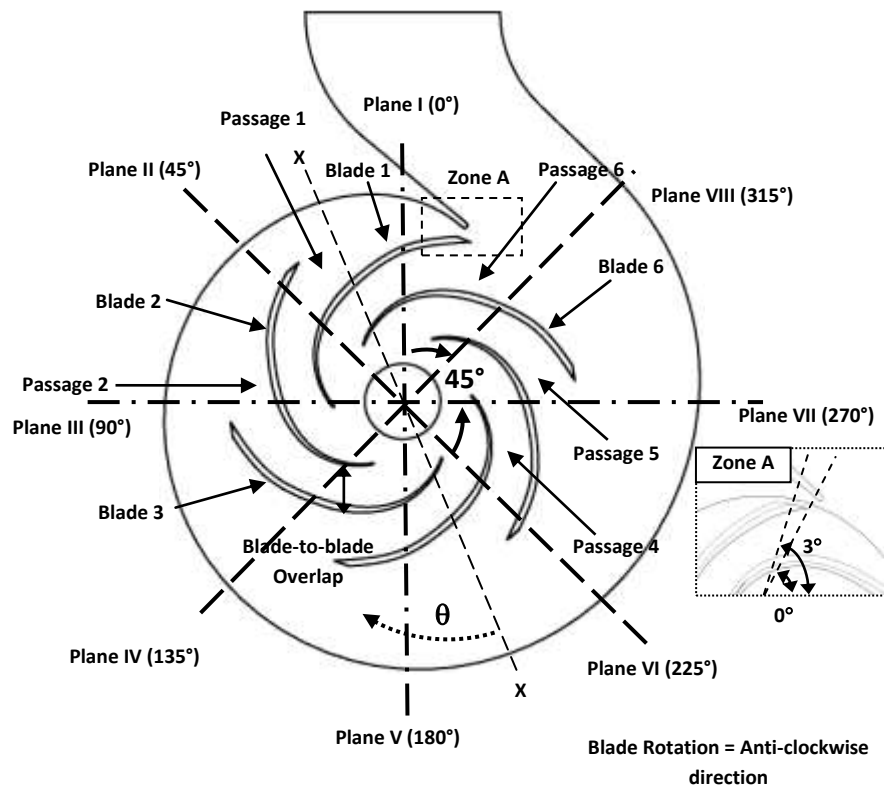 Plane I (0°)
Passage 1
X
Blade 1
Zone A
Passage 6
Plane II (45°)
Plane VIII (315°)
Blade 2
Blade 6
Passage 2
45°
Plane III (90°)
Plane VII (270°)
Passage 5
Zone A
Blade 3
Passage 4
3°
Blade-to-blade
Overlap
0°
θ
Plane IV (135°)
Plane VI (225°)
X
Plane V (180°)
Blade Rotation = Anti-clockwise
direction